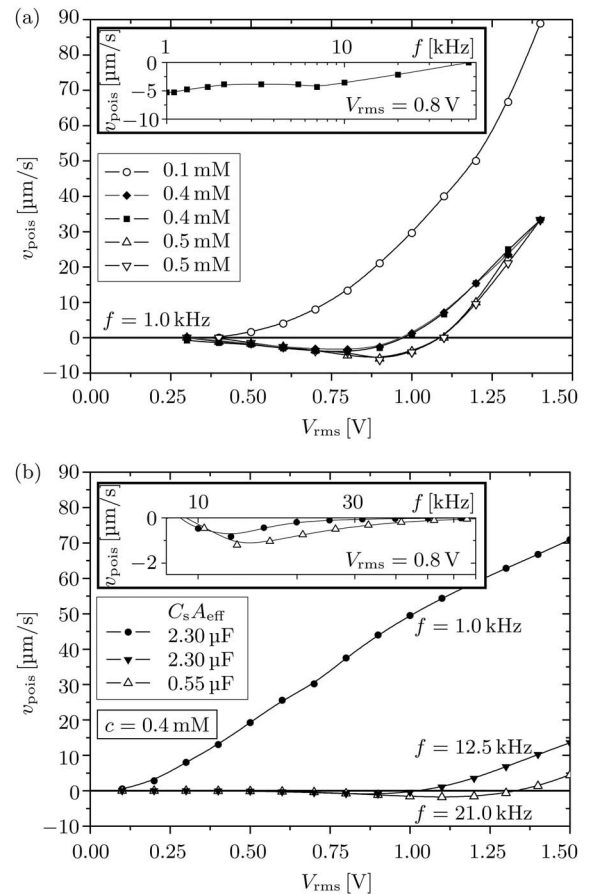 (a)
90
80
70
60
50
40
30
20
10
0
−10
v_pois [µm/s]
1 10 f [kHz]
0
−5
−10
v_pois [µm/s]
V_rms = 0.8 V
0.1 mM
0.4 mM
0.4 mM
0.5 mM
0.5 mM
f = 1.0 kHz
0.00 0.25 0.50 0.75 1.00 1.25 1.50
V_rms [V]
(b)
90
80
70
60
50
40
30
20
10
0
−10
v_pois [µm/s]
10 30 f [kHz]
0
−2
v_pois [µm/s]
V_rms = 0.8 V
C_s A_eff
2.30 µF
2.30 µF
0.55 µF
c = 0.4 mM
f = 1.0 kHz
f = 12.5 kHz
f = 21.0 kHz
0.00 0.25 0.50 0.75 1.00 1.25 1.50
V_rms [V]